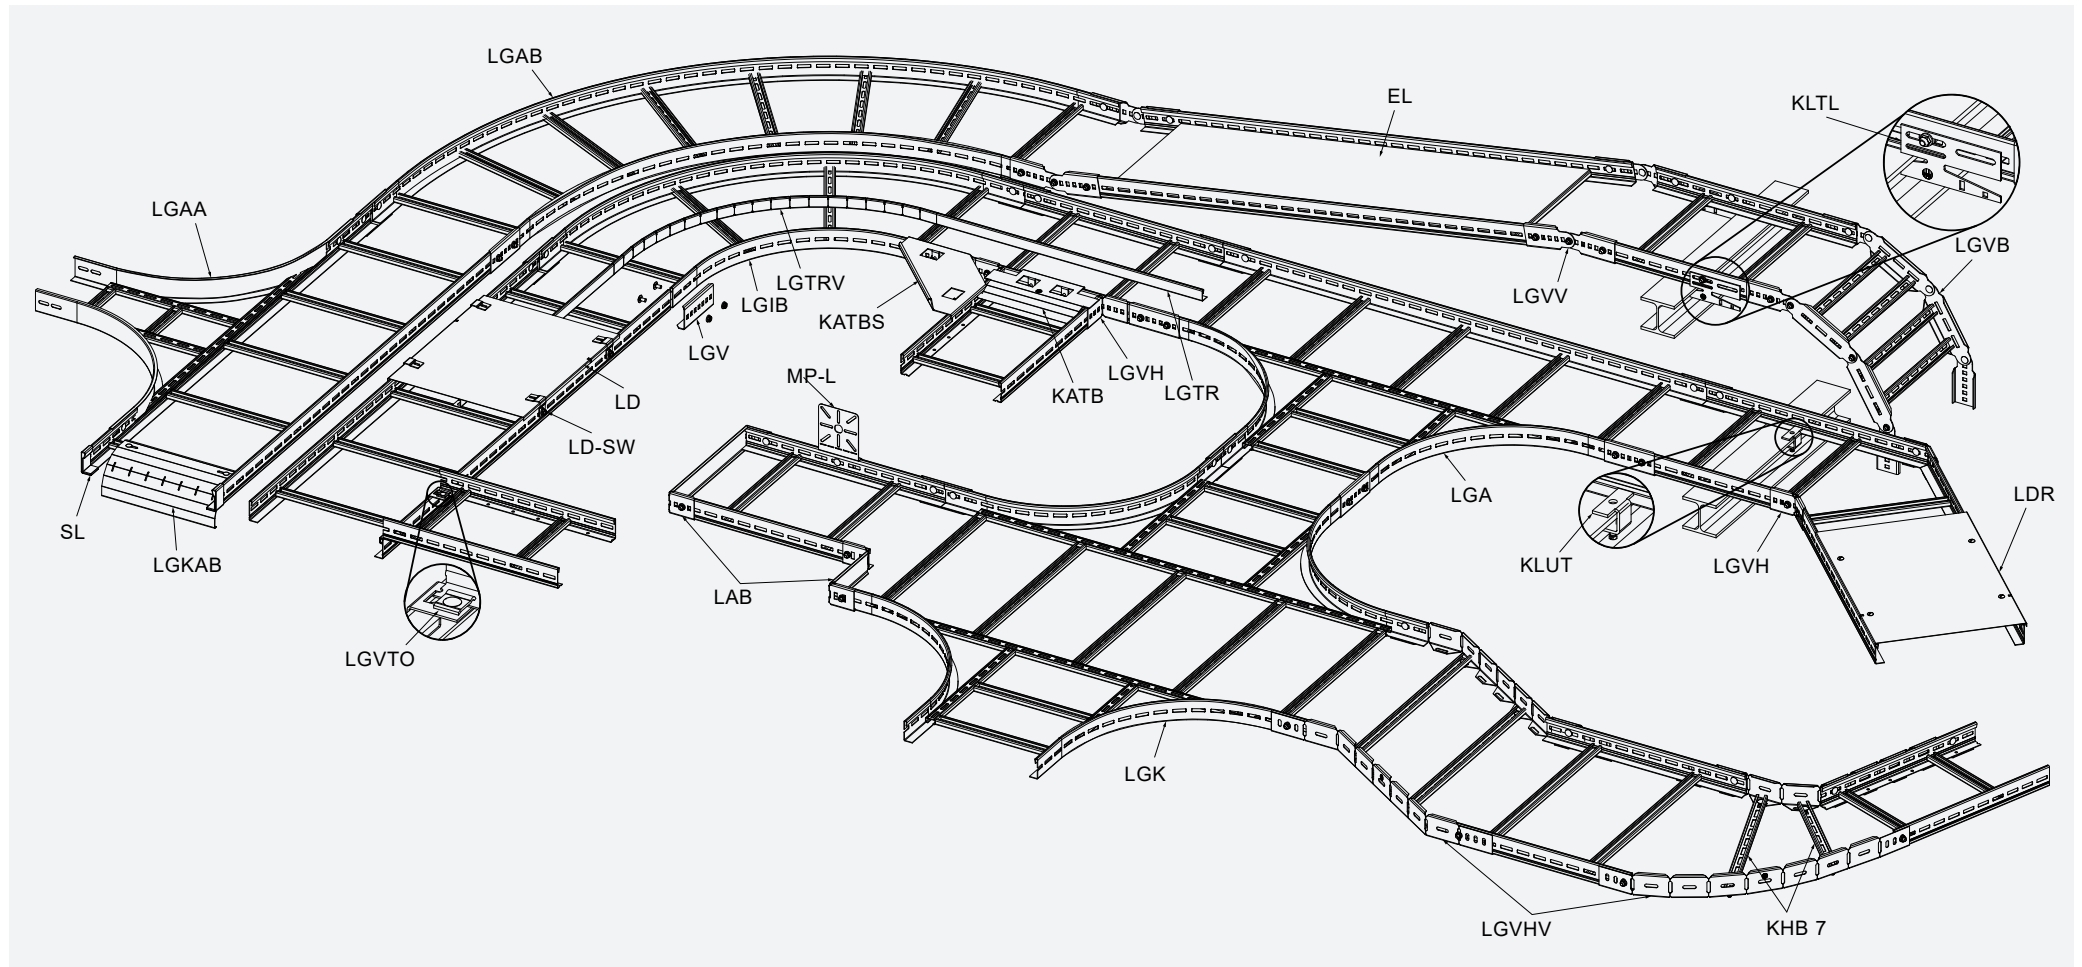 LGAB
EL
KLTL
LGAA
LGVB
LGTRV
LGIB
LGVV
KATBS
LGV
LGVH
MP-L
KATB
LGTR
LD
LD-SW
LGA
LDR
SL
LGKAB
KLUT
LGVH
LAB
LGVTO
LGK
LGVHV
KHB 7